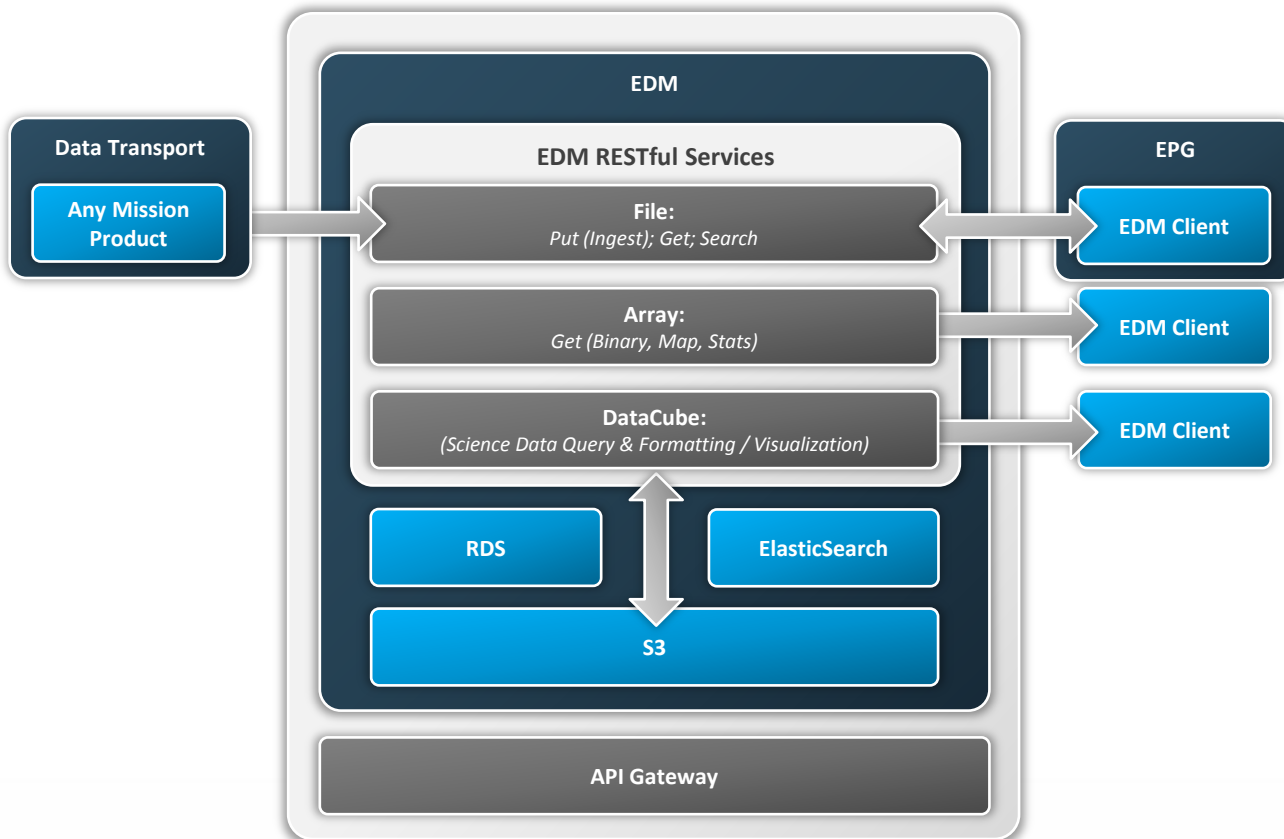 EDM
Data Transport
Any Mission
Product
EDM RESTful Services
File:
Put (Ingest); Get; Search
EPG
EDM Client
Array:
Get (Binary, Map, Stats)
EDM Client
DataCube:
(Science Data Query & Formatting / Visualization)
EDM Client
RDS
ElasticSearch
S3
API Gateway